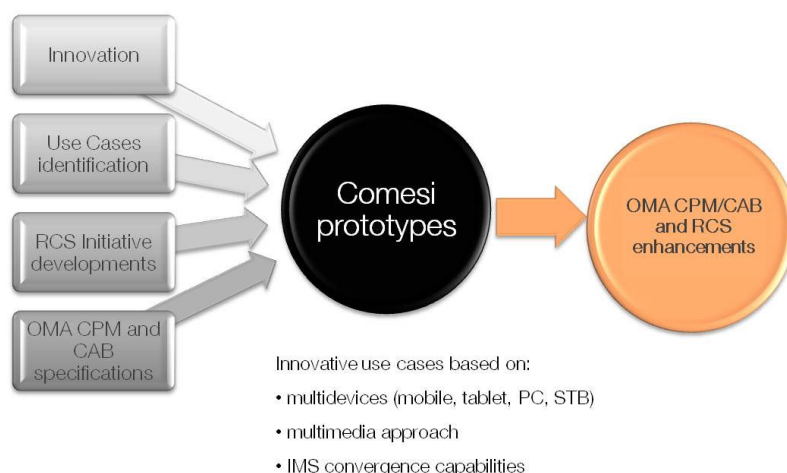 Innovation
Use Cases
identification
RCS Initiative
developments
OMA CPM and
CAB
specifications
Comesi
prototypes
OMA CPM/CAB
and RCS
enhancements
Innovative use cases based on:
• multidevices (mobile, tablet, PC, STB)
• multimedia approach
• IMS convergence capabilities